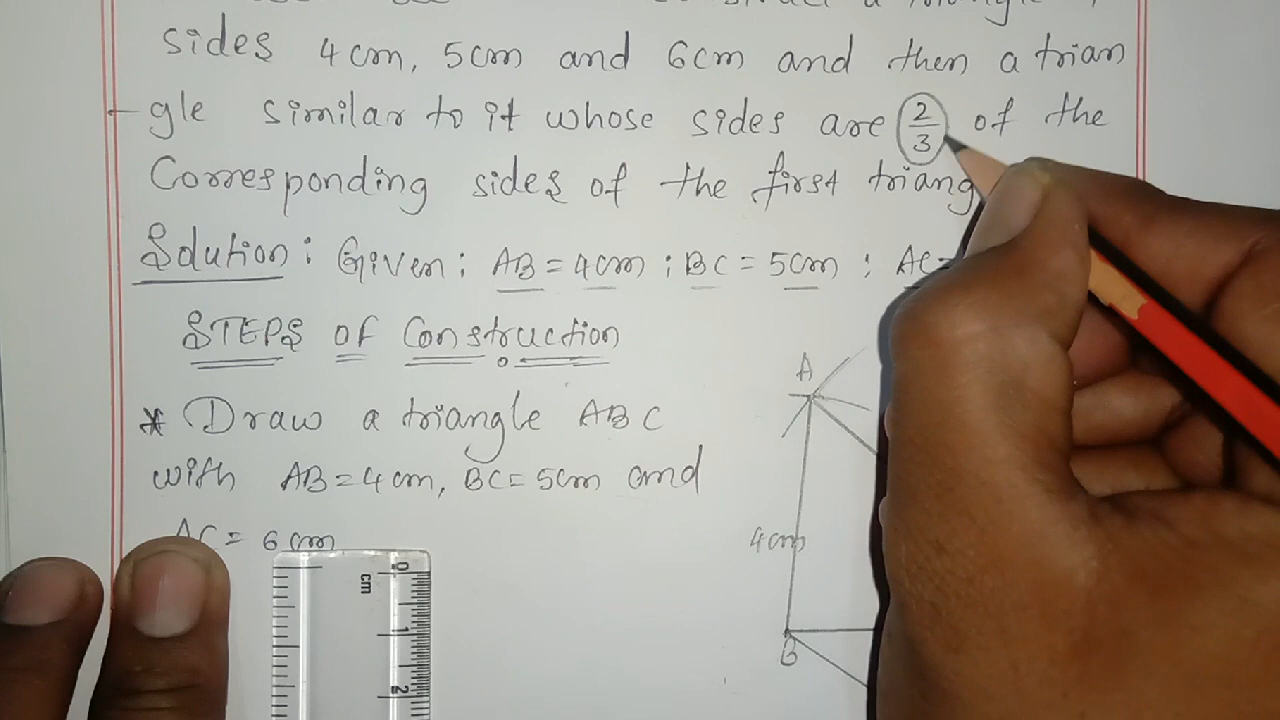 sides 4cm, 5cm and 6cm and then a trian
-gle similar to it whose sides are 2/3 of the
Corresponding sides of the first triang
Solution: Given: AB=4cm; BC=5cm; AC=
STEPS of Construction
* Draw a triangle ABC
with AB=4cm, BC=5cm and
AC=6cm
A
4cm
B
cm
0
1
2